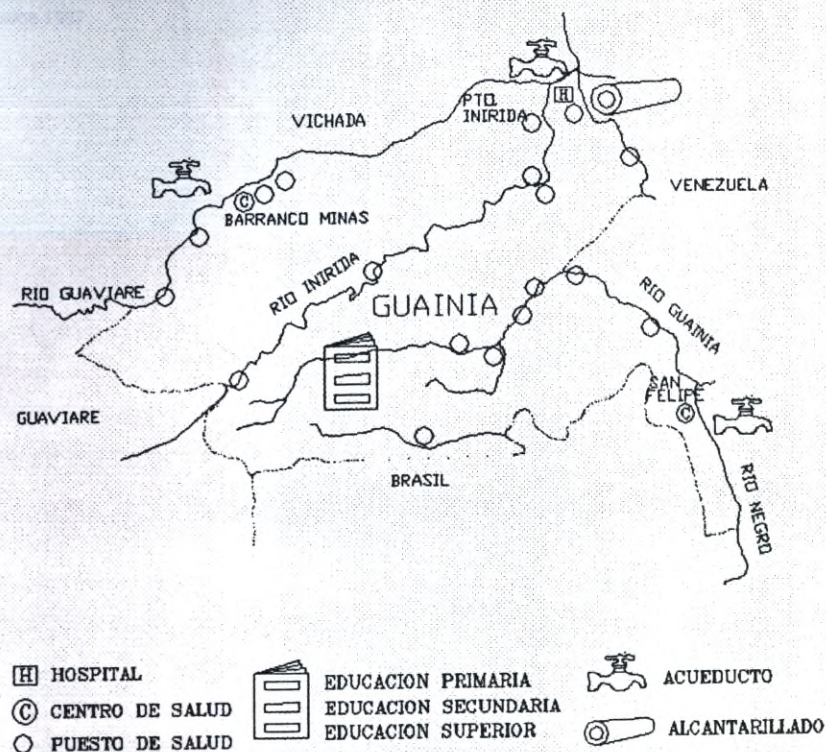 PTO.
INIRIDA
VICHADA
VENEZUELA
C
H
BARRANCO MINAS
RIO GUAVIARE
RIO INIRIDA
GUAINIA
RIO GUAINIA
SAN
FELIPE
C
GUAVIARE
BRASIL
RIO NEGRO
H HOSPITAL
C CENTRO DE SALUD
PUESTO DE SALUD
EDUCACION PRIMARIA
EDUCACION SECUNDARIA
EDUCACION SUPERIOR
ACUEDUCTO
ALCANTARILLADO